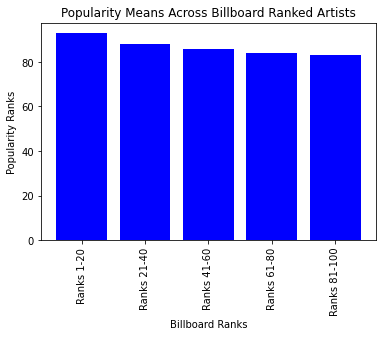 Popularity Means Across Billboard Ranked Artists
Popularity Ranks
80
60
40
20
0
Ranks 1-20
Ranks 21-40
Ranks 41-60
Ranks 61-80
Ranks 81-100
Billboard Ranks